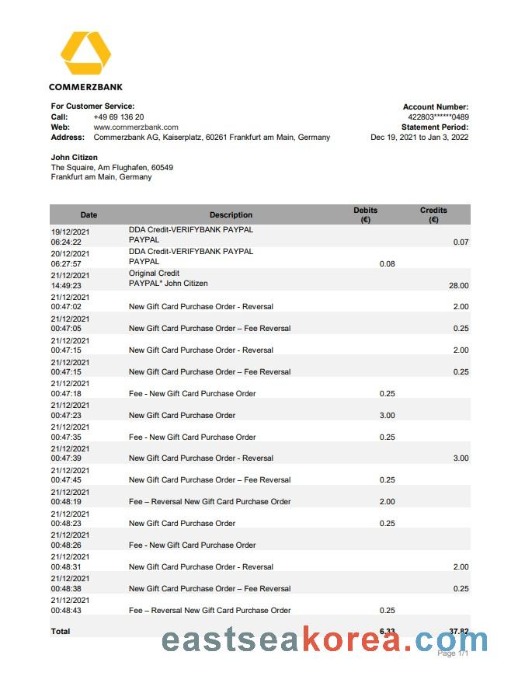 COMMERZBANK
For Customer Service:
Call: +49 69 136 20
Web: www.commerzbank.com
Address: Commerzbank AG, Kaiserplatz, 60261 Frankfurt am Main, Germany
Account Number:
422803******0489
Statement Period:
Dec 19, 2021 to Jan 3, 2022
John Citizen
The Squaire, Am Flughafen, 60549
Frankfurt am Main, Germany
Date Description Debits (€) Credits (€)
19/12/2021 DDA Credit-VERIFYBANK PAYPAL
06:24:22 PAYPAL 0.07
20/12/2021 DDA Credit-VERIFYBANK PAYPAL
06:27:57 PAYPAL 0.08
21/12/2021 Original Credit
14:49:23 PAYPAL* John Citizen 28.00
21/12/2021
00:47:02 New Gift Card Purchase Order - Reversal 2.00
21/12/2021
00:47:05 New Gift Card Purchase Order – Fee Reversal 0.25
21/12/2021
00:47:15 New Gift Card Purchase Order - Reversal 2.00
21/12/2021
00:47:15 New Gift Card Purchase Order – Fee Reversal 0.25
21/12/2021
00:47:18 Fee - New Gift Card Purchase Order 0.25
21/12/2021
00:47:23 New Gift Card Purchase Order 3.00
21/12/2021
00:47:35 Fee - New Gift Card Purchase Order 0.25
21/12/2021
00:47:39 New Gift Card Purchase Order - Reversal 3.00
21/12/2021
00:47:45 New Gift Card Purchase Order – Fee Reversal 0.25
21/12/2021
00:48:19 Fee – Reversal New Gift Card Purchase Order 2.00
21/12/2021
00:48:23 New Gift Card Purchase Order 0.25
21/12/2021
00:48:26 Fee - New Gift Card Purchase Order
21/12/2021
00:48:31 New Gift Card Purchase Order - Reversal 2.00
21/12/2021
00:48:38 New Gift Card Purchase Order – Fee Reversal 0.25
21/12/2021
00:48:43 Fee – Reversal New Gift Card Purchase Order 0.25
Total 6.33 37.82
eastseakorea.com
Page 1/1